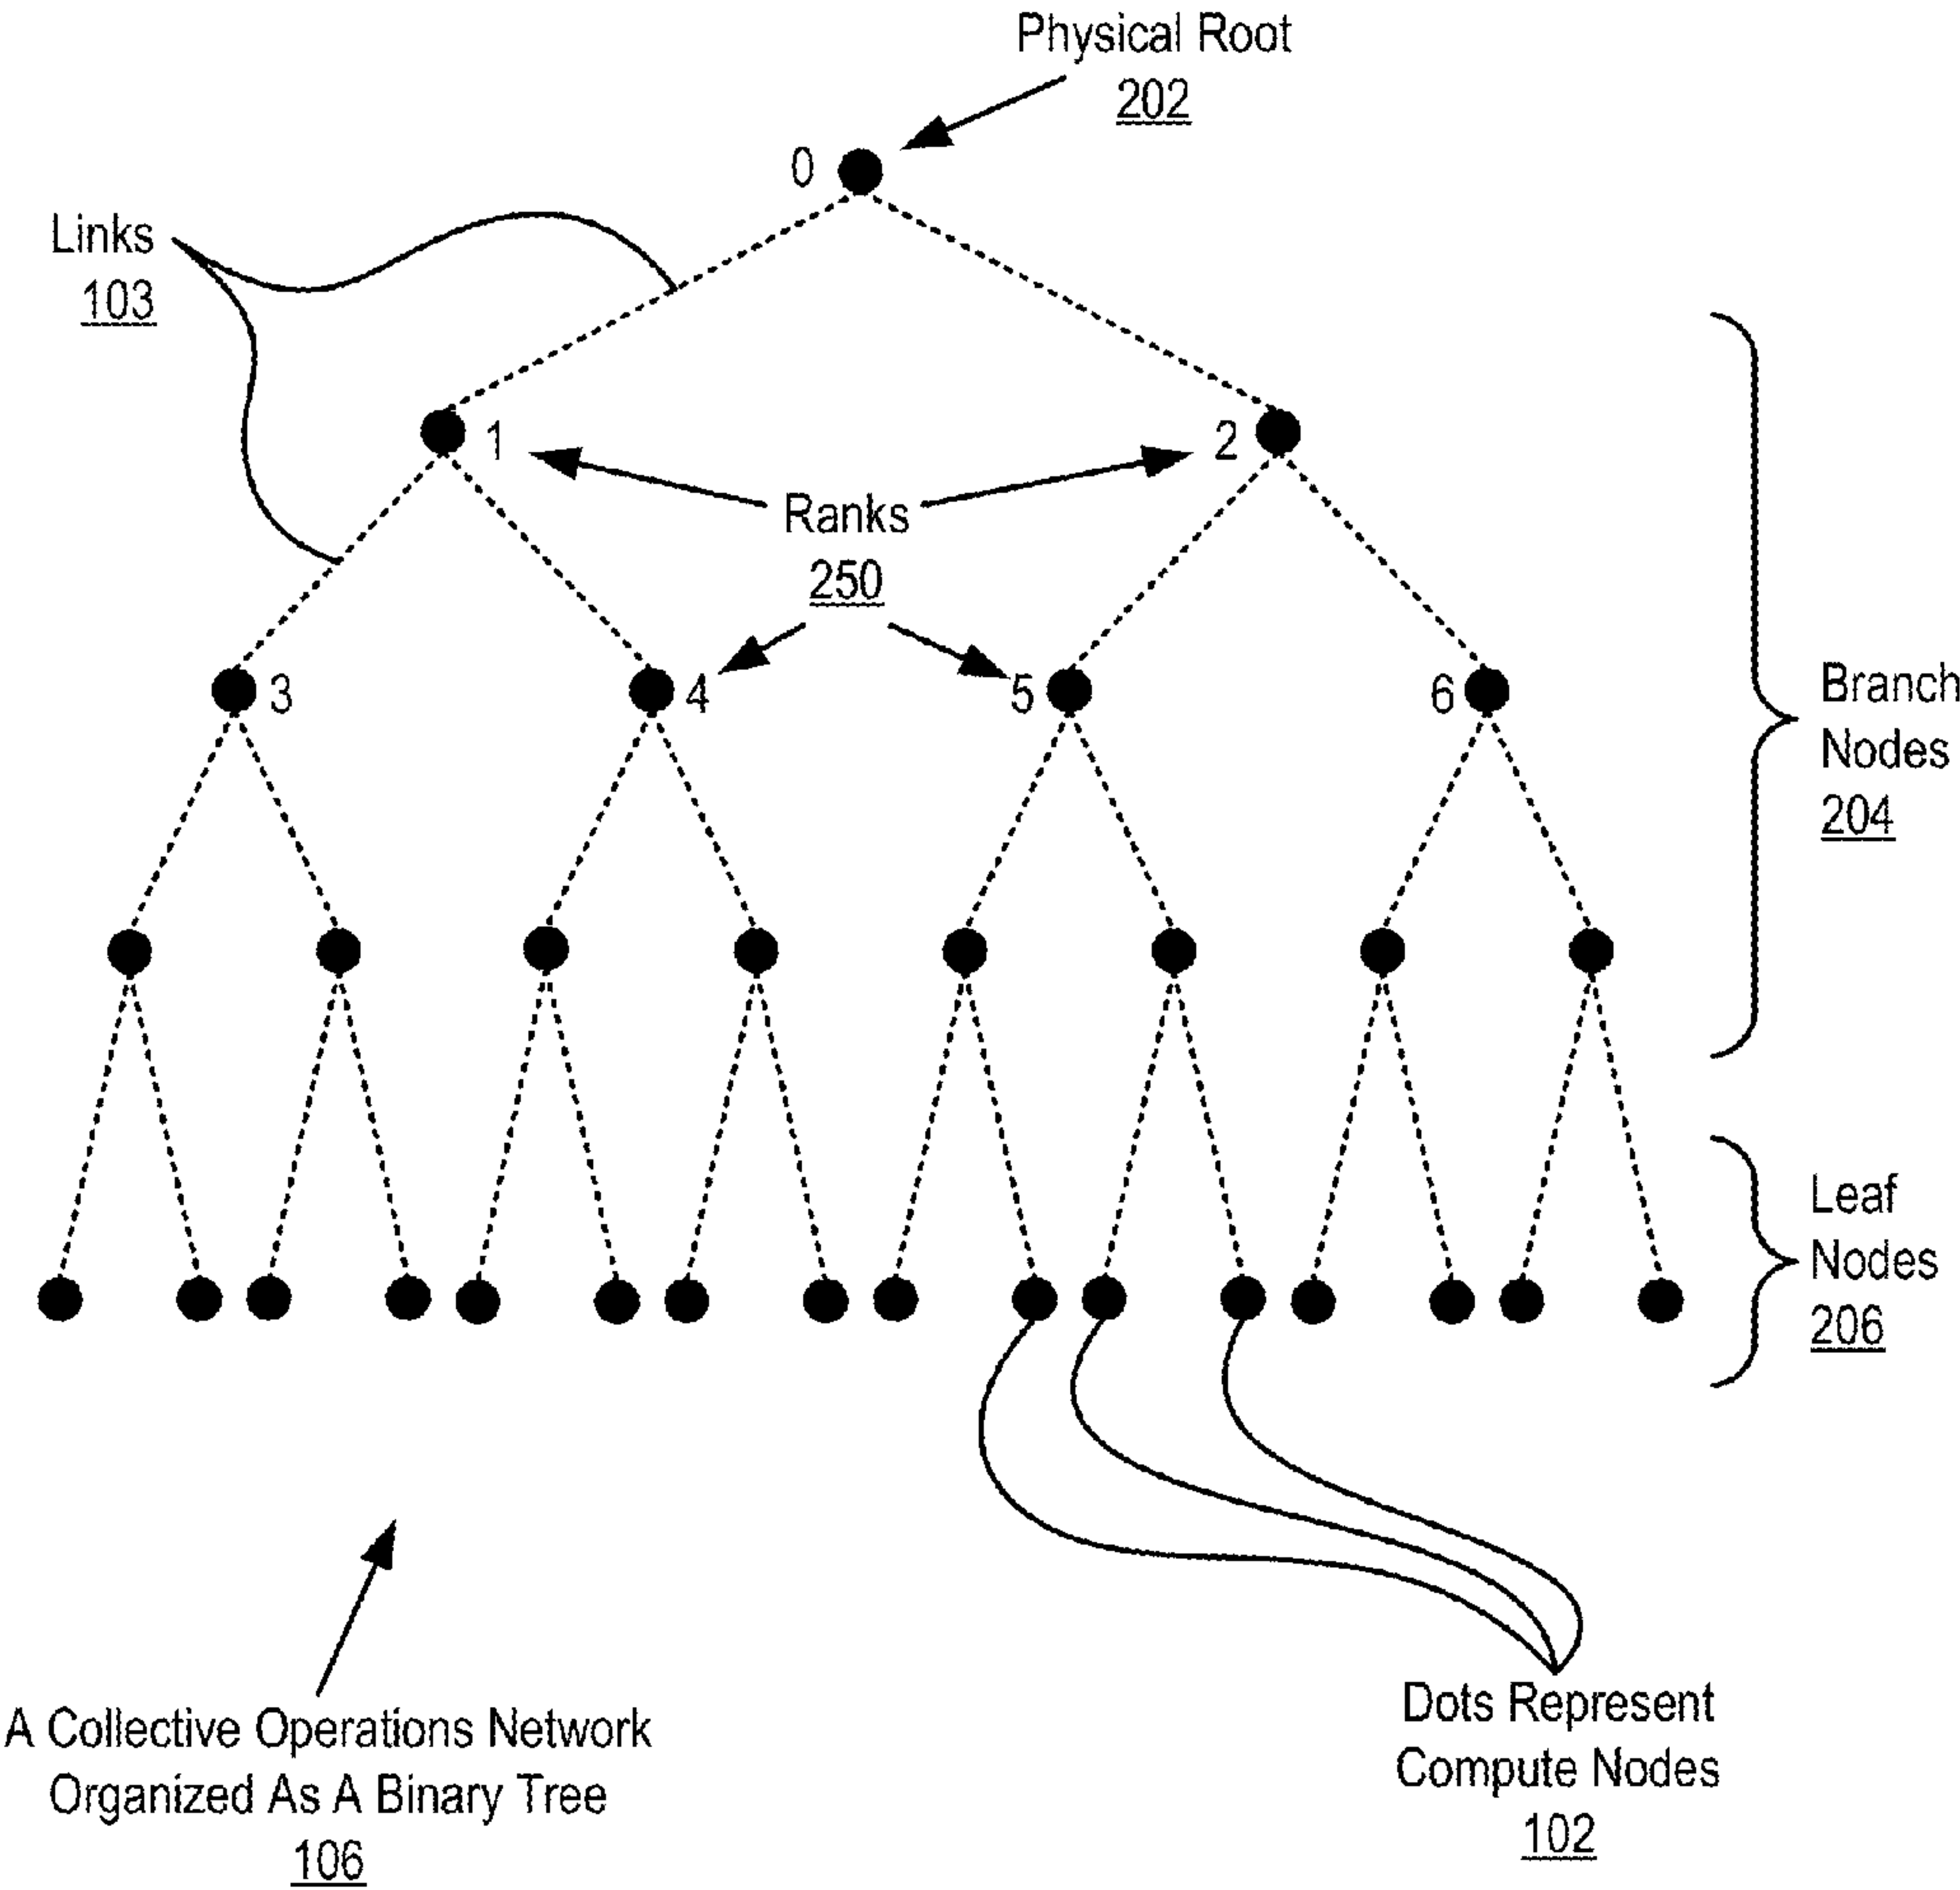 Physical Root
202
0
Links
103
1
2
Ranks
250
3
4
5
6
Branch
Nodes
204
Leaf
Nodes
206
A Collective Operations Network
Organized As A Binary Tree
106
Dots Represent
Compute Nodes
102